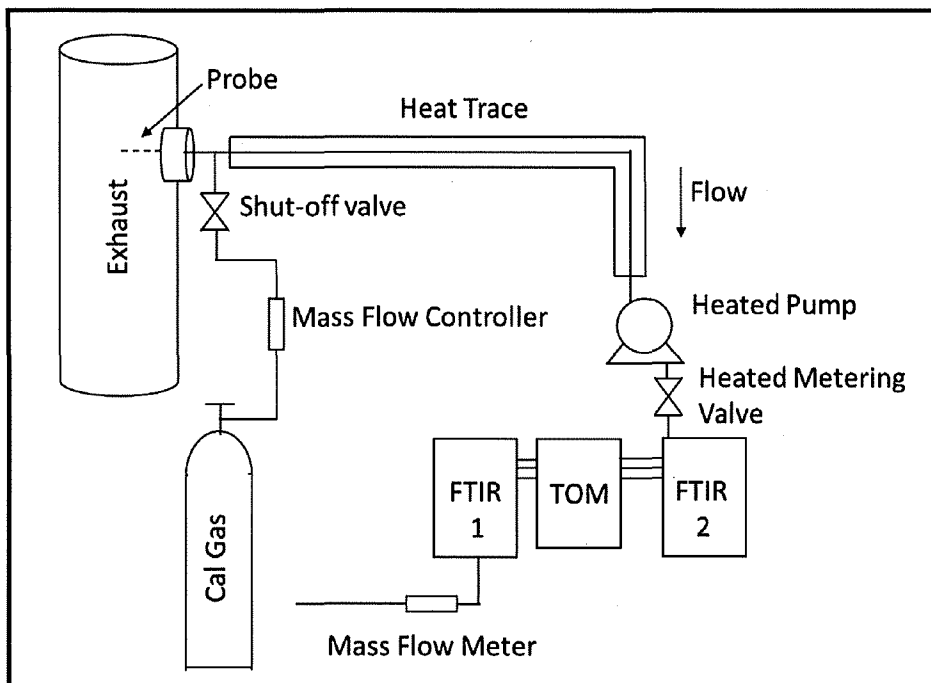 Probe
Heat Trace
Exhaust
Shut-off valve
Flow
Mass Flow Controller
Heated Pump
Heated Metering
Valve
Cal Gas
FTIR
1
TOM
FTIR
2
Mass Flow Meter